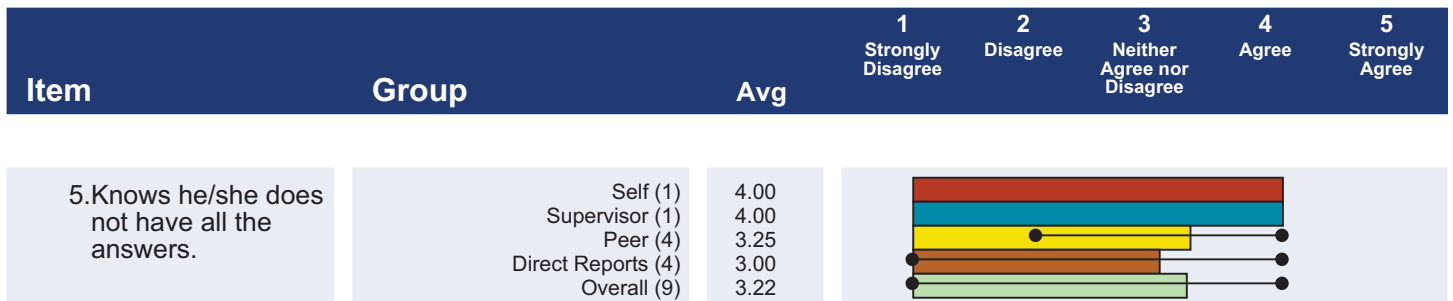 Item
Group
Avg
1
Strongly
Disagree
2
Disagree
3
Neither
Agree nor
Disagree
4
Agree
5
Strongly
Agree
5.Knows he/she does
not have all the
answers.
Self (1)
Supervisor (1)
Peer (4)
Direct Reports (4)
Overall (9)
4.00
4.00
3.25
3.00
3.22